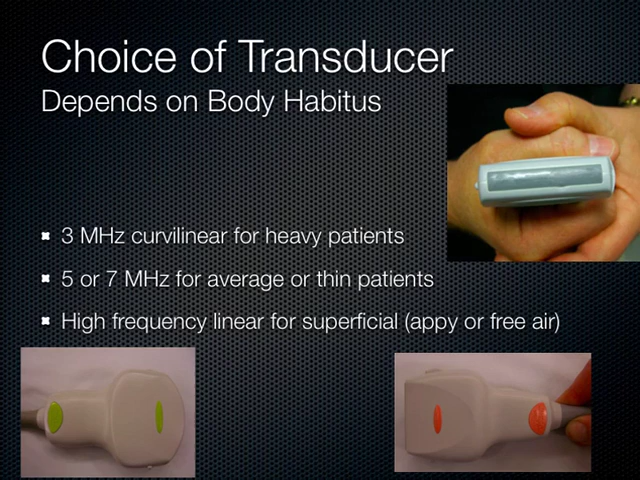 Choice of Transducer
Depends on Body Habitus
3 MHz curvilinear for heavy patients
5 or 7 MHz for average or thin patients
High frequency linear for superficial (appy or free air)